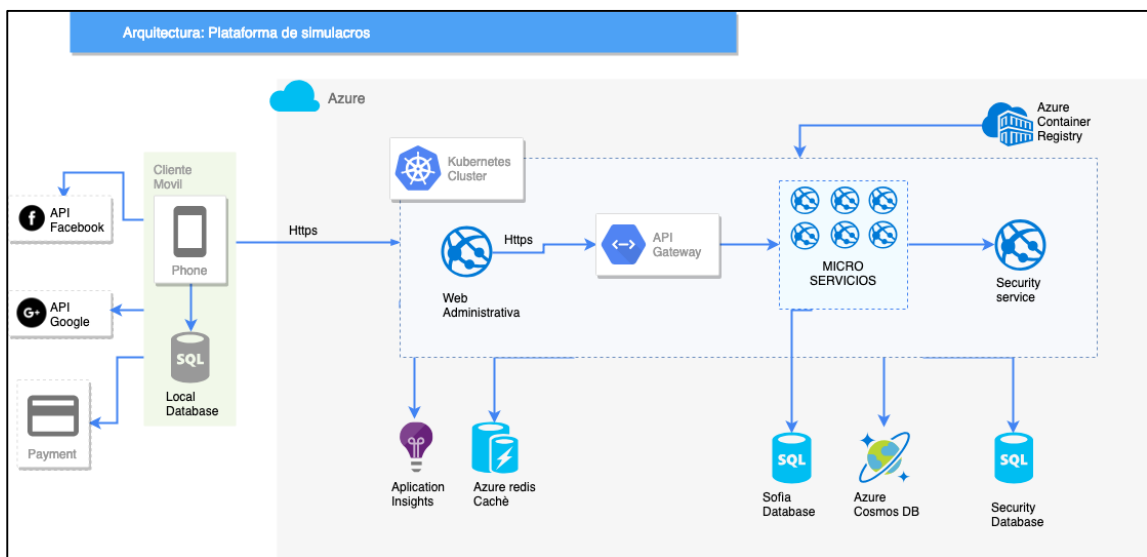 Arquitectura: Plataforma de simulacros
Azure
Azure
Container
Registry
Kubernetes
Cluster
Cliente
Movil
f
API
Facebook
Phone
Https
Https
API
Gateway
MICRO
SERVICIOS
Security
service
Web
Administrativa
G+
API
Google
SQL
Local
Database
Payment
Aplication
Insights
Azure redis
Cachè
SQL
Sofia
Database
Azure
Cosmos DB
SQL
Security
Database